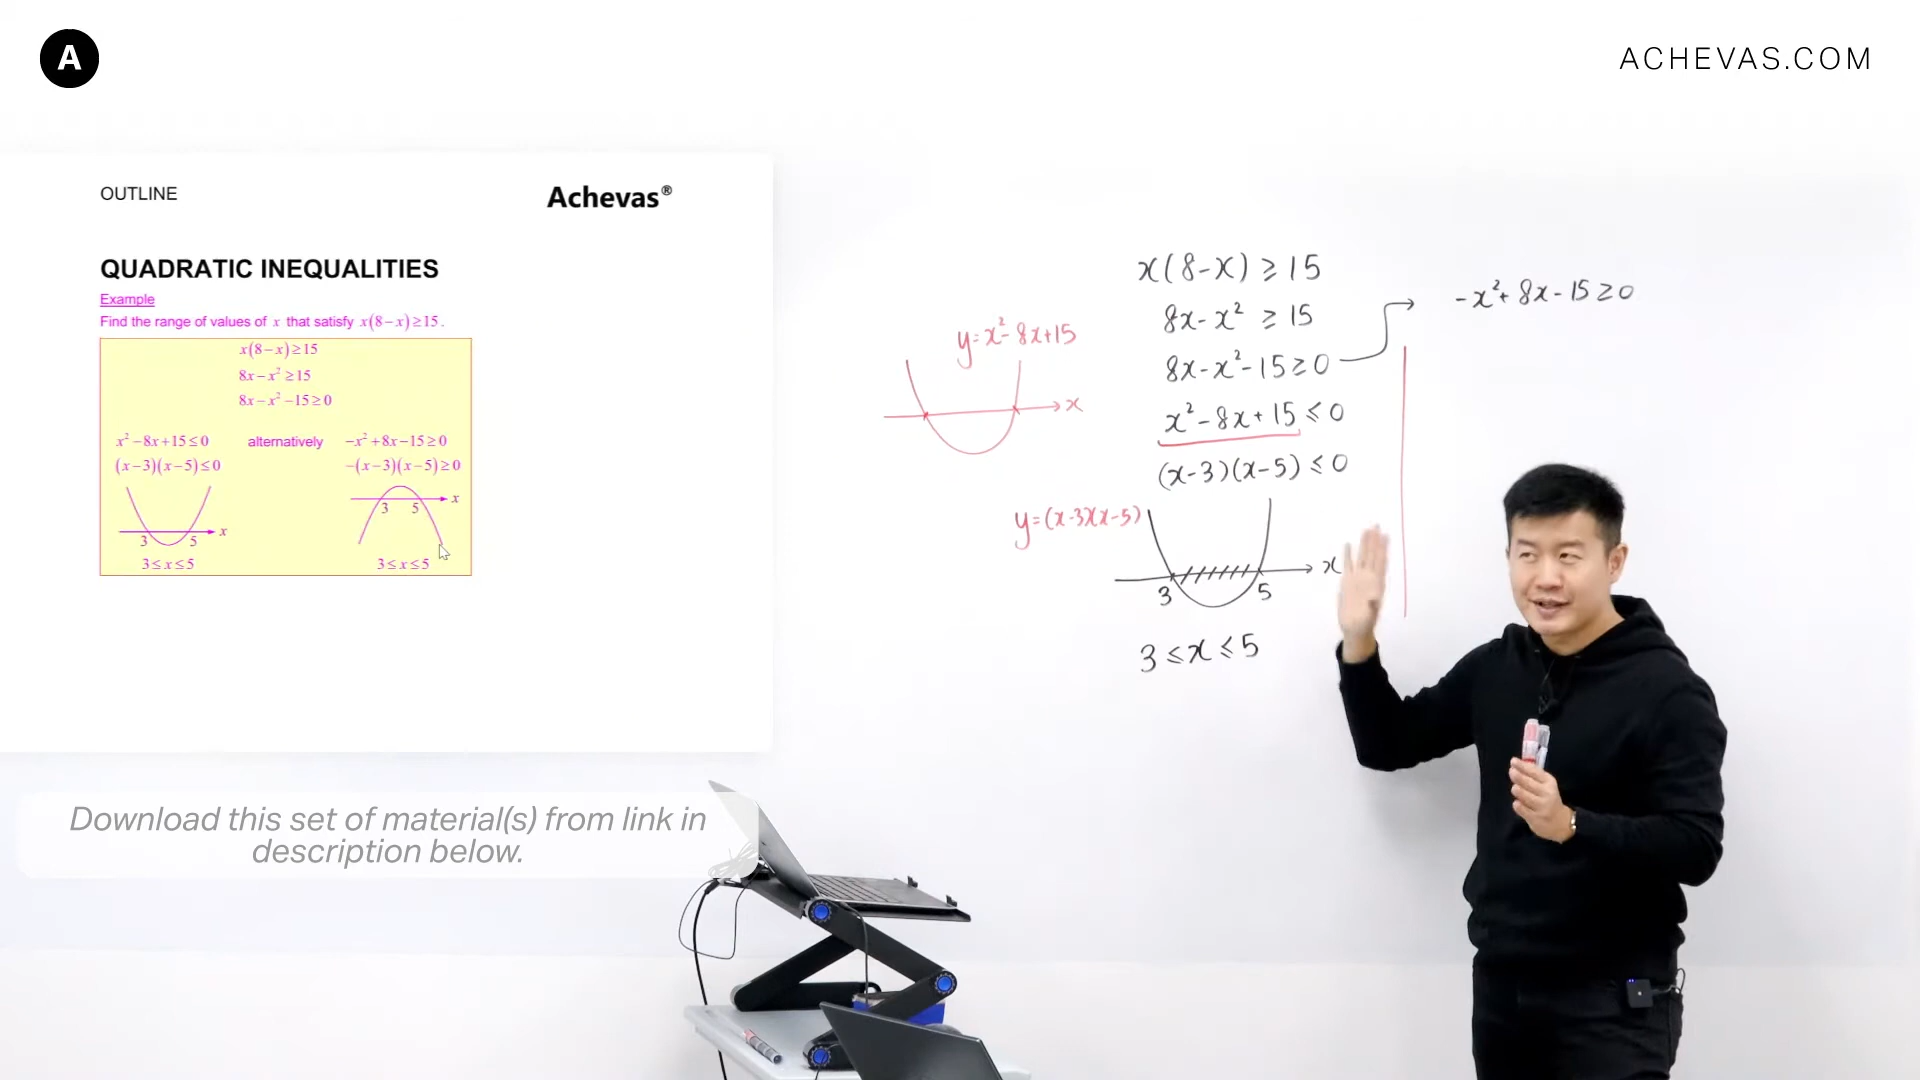 A
ACHEVAS.COM
OUTLINE
Achevas®
QUADRATIC INEQUALITIES
Example
Find the range of values of x that satisfy x(8−x)≥15.
x(8−x)≥15
8x−x²≥15
8x−x²−15≥0
x²−8x+15≤0 alternatively −x²+8x−15≥0
(x−3)(x−5)≤0 −(x−3)(x−5)≥0
3 5 x
3 5 x
3≤x≤5 3≤x≤5
y=x²-8x+15
x
x(8-x)≥15
8x-x²≥15
8x-x²-15≥0
x²-8x+15≤0
(x-3)(x-5)≤0
y=(x-3)(x-5)
3 5 x
3≤x≤5
-x²+8x-15≥0
Download this set of material(s) from link in
description below.